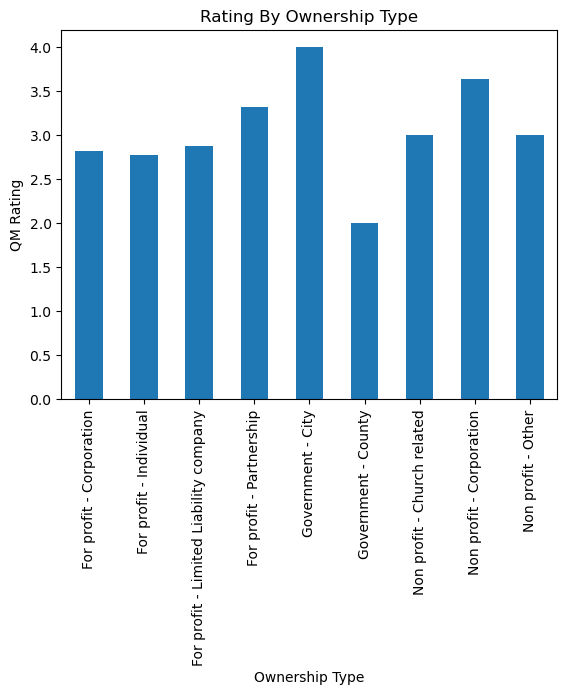 Rating By Ownership Type
QM Rating
4.0
3.5
3.0
2.5
2.0
1.5
1.0
0.5
0.0
For profit - Corporation
For profit - Individual
For profit - Limited Liability company
For profit - Partnership
Government - City
Government - County
Non profit - Church related
Non profit - Corporation
Non profit - Other
Ownership Type